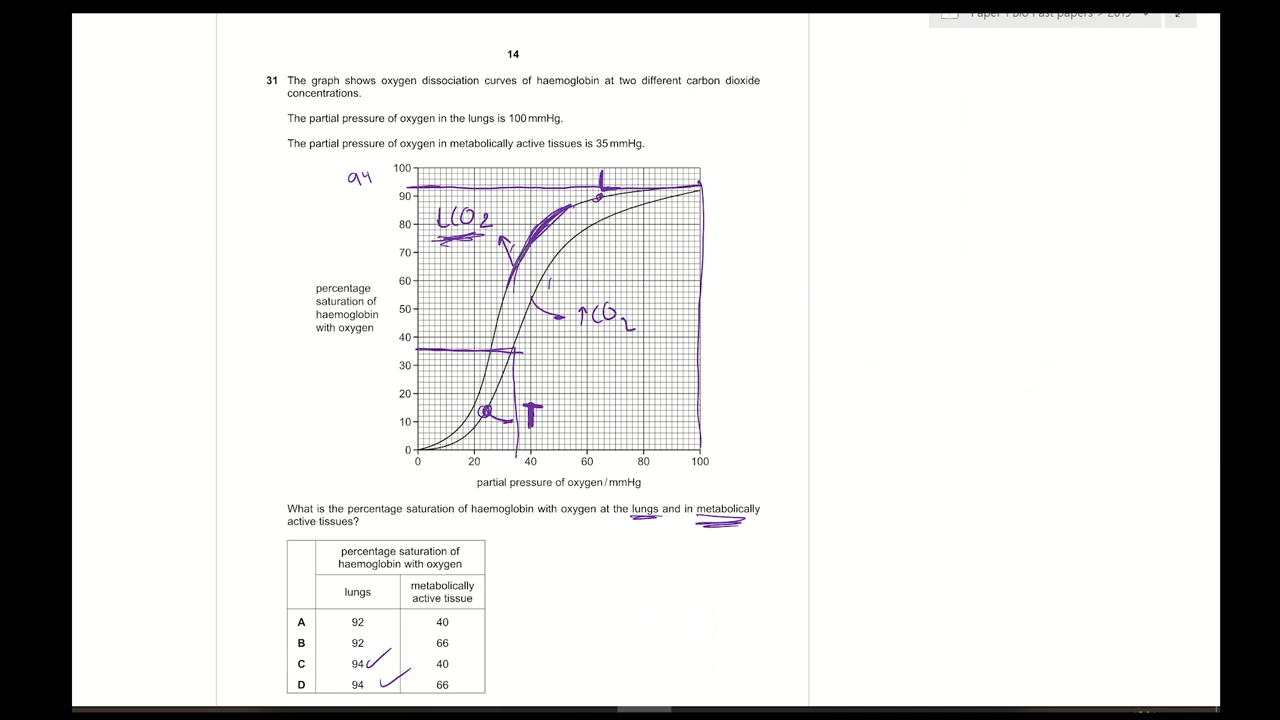 14
31 The graph shows oxygen dissociation curves of haemoglobin at two different carbon dioxide
concentrations.
The partial pressure of oxygen in the lungs is 100 mmHg.
The partial pressure of oxygen in metabolically active tissues is 35 mmHg.
94
100
90
80
70
60
50
40
30
20
10
0
L
↓CO2
↑CO2
T
percentage
saturation of
haemoglobin
with oxygen
0 20 40 60 80 100
partial pressure of oxygen / mmHg
What is the percentage saturation of haemoglobin with oxygen at the lungs and in metabolically
active tissues?
percentage saturation of
haemoglobin with oxygen
lungs
metabolically
active tissue
A 92 40
B 92 66
C 94 40
D 94 66